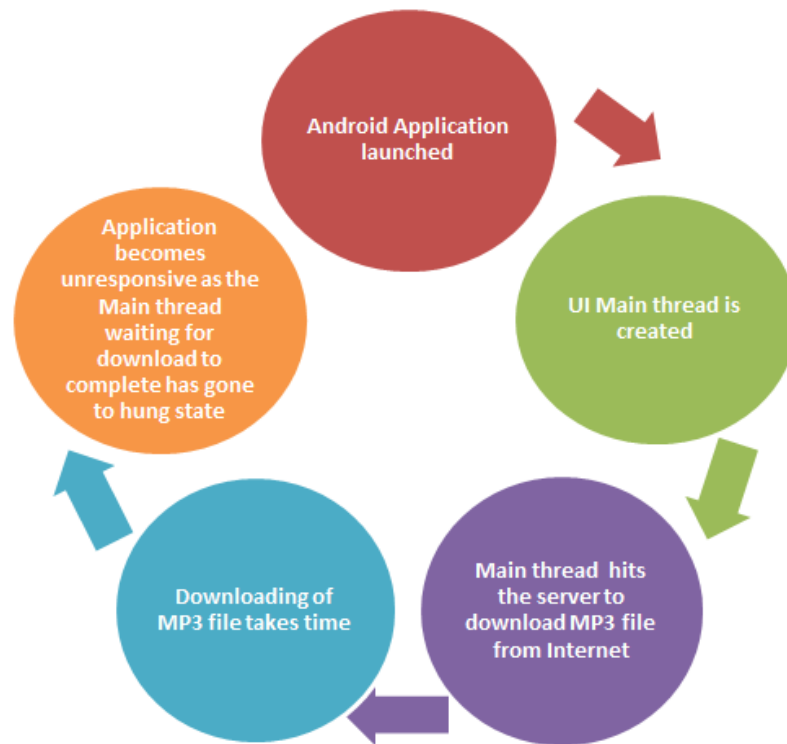 Android Application
launched
UI Main thread is
created
Main thread hits
the server to
download MP3 file
from Internet
Downloading of
MP3 file takes time
Application
becomes
unresponsive as the
Main thread
waiting for
download to
complete has gone
to hung state